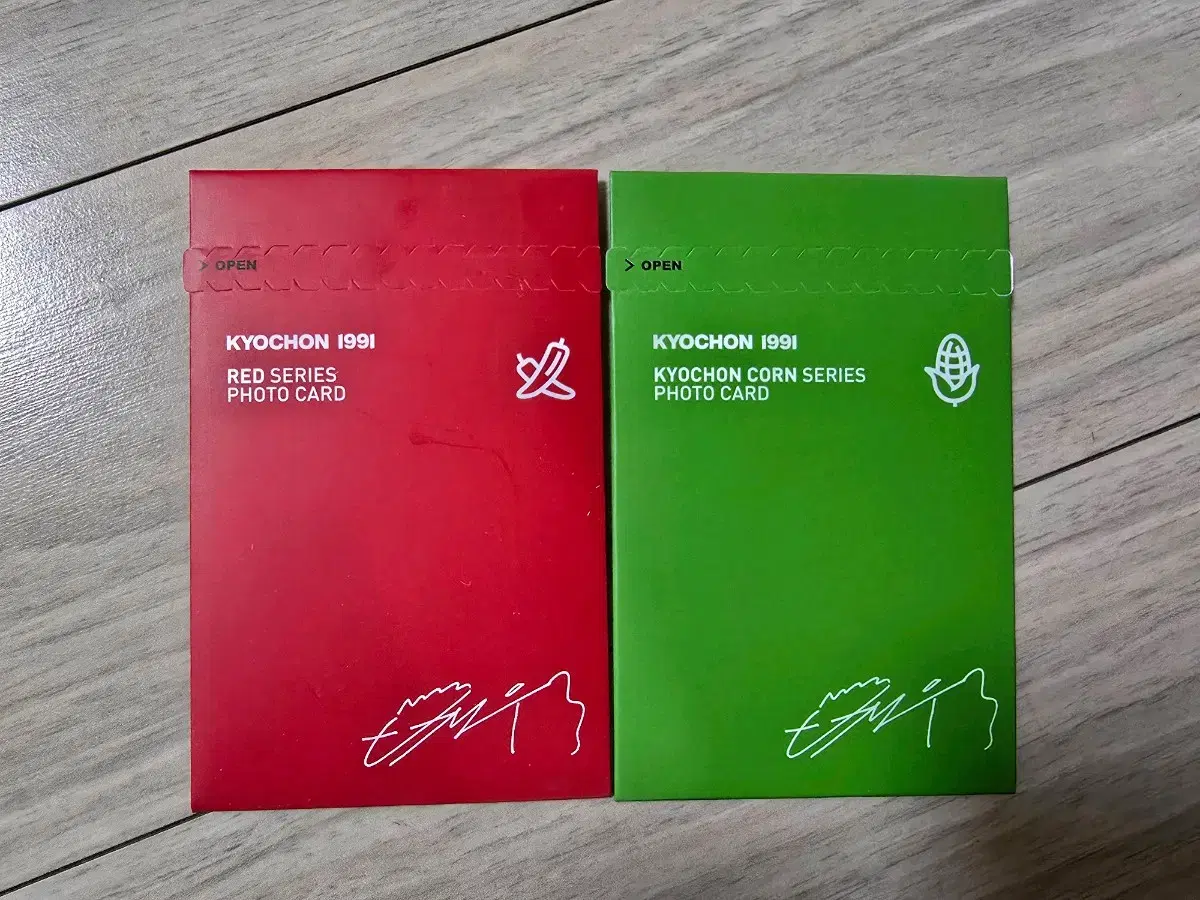 > OPEN
KYOCHON 1991
RED SERIES
PHOTO CARD
> OPEN
KYOCHON 1991
KYOCHON CORN SERIES
PHOTO CARD